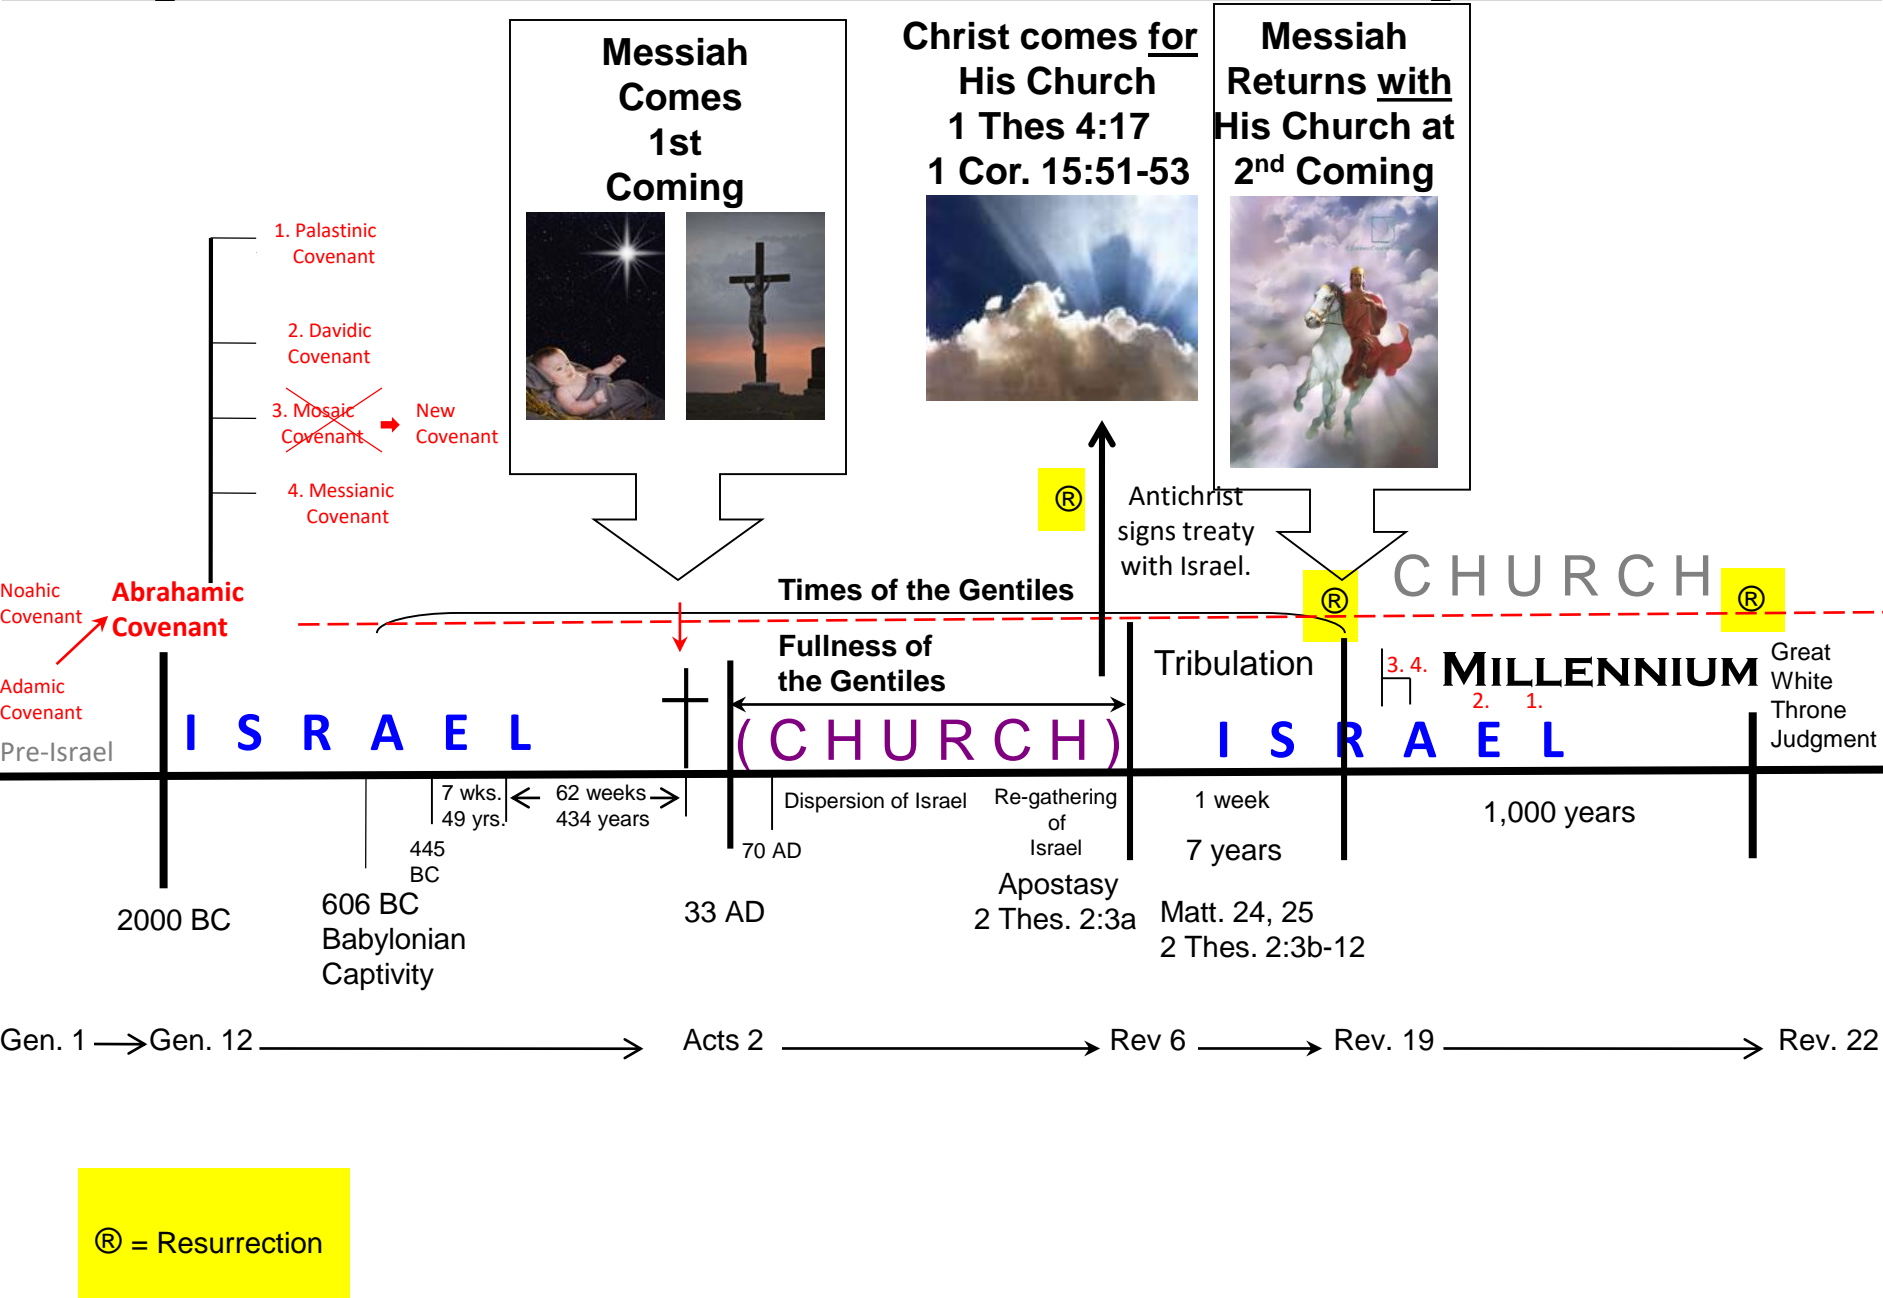 Messiah
Comes
1st
Coming
Christ comes for
His Church
1 Thes 4:17
1 Cor. 15:51-53
Messiah
Returns with
His Church at
2nd Coming
1. Palastinic
Covenant
2. Davidic
Covenant
3. Mosaic
Covenant
New
Covenant
4. Messianic
Covenant
®
Antichrist
signs treaty
with Israel.
Noahic
Covenant
Abrahamic
Covenant
Adamic
Covenant
Pre-Israel
Times of the Gentiles
®
CHURCH
®
Fullness of
the Gentiles
Tribulation
3. 4.
MILLENNIUM
2. 1.
Great
White
Throne
Judgment
ISRAEL
(CHURCH)
ISRAEL
7 wks.
49 yrs.
62 weeks
434 years
Dispersion of Israel
Re-gathering
of
Israel
1 week
7 years
1,000 years
445
BC
70 AD
2000 BC
606 BC
Babylonian
Captivity
33 AD
Apostasy
2 Thes. 2:3a
Matt. 24, 25
2 Thes. 2:3b-12
Gen. 1
Gen. 12
Acts 2
Rev 6
Rev. 19
Rev. 22
® = Resurrection